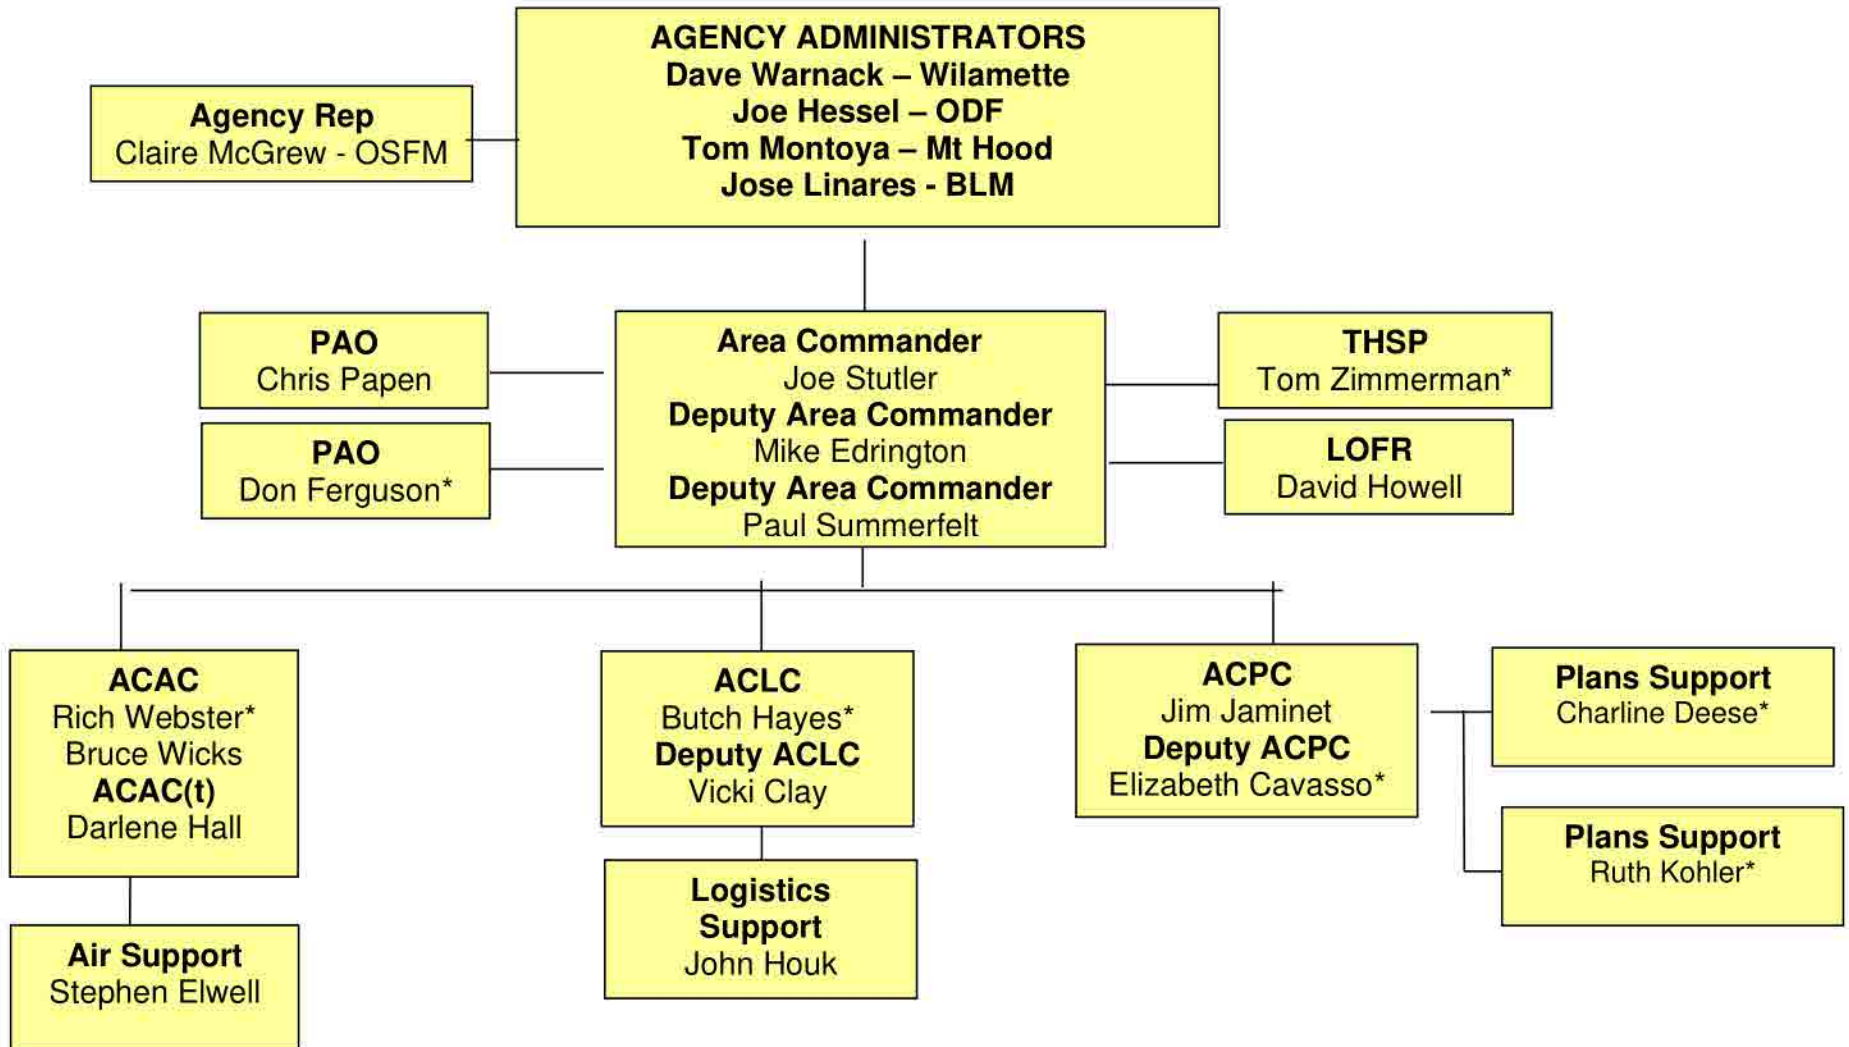 AGENCY ADMINISTRATORS
Dave Warnack – Wilamette
Joe Hessel – ODF
Tom Montoya – Mt Hood
Jose Linares - BLM
Agency Rep
Claire McGrew - OSFM
PAO
Chris Papen
PAO
Don Ferguson*
Area Commander
Joe Stutler
Deputy Area Commander
Mike Edrington
Deputy Area Commander
Paul Summerfelt
THSP
Tom Zimmerman*
LOFR
David Howell
ACAC
Rich Webster*
Bruce Wicks
ACAC(t)
Darlene Hall
Air Support
Stephen Elwell
ACLC
Butch Hayes*
Deputy ACLC
Vicki Clay
Logistics
Support
John Houk
ACPC
Jim Jaminet
Deputy ACPC
Elizabeth Cavasso*
Plans Support
Charline Deese*
Plans Support
Ruth Kohler*